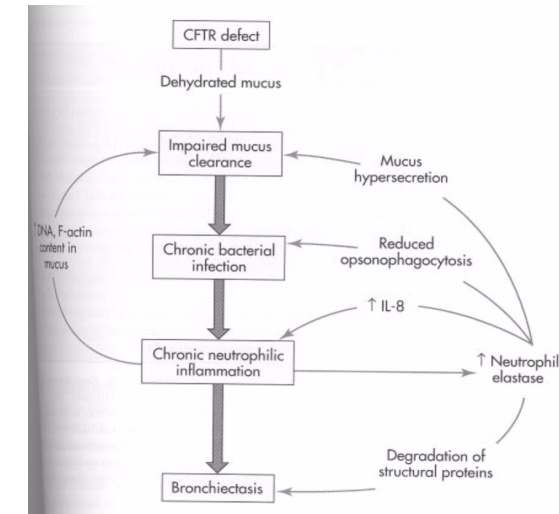 CFTR defect
Dehydrated mucus
Impaired mucus
clearance
Mucus
hypersecretion
DNA, F-actin
content in
mucus
Chronic bacterial
infection
Reduced
opsonophagocytosis
↑ IL-8
Chronic neutrophilic
inflammation
↑ Neutrophil
elastase
Degradation of
structural proteins
Bronchiectasis